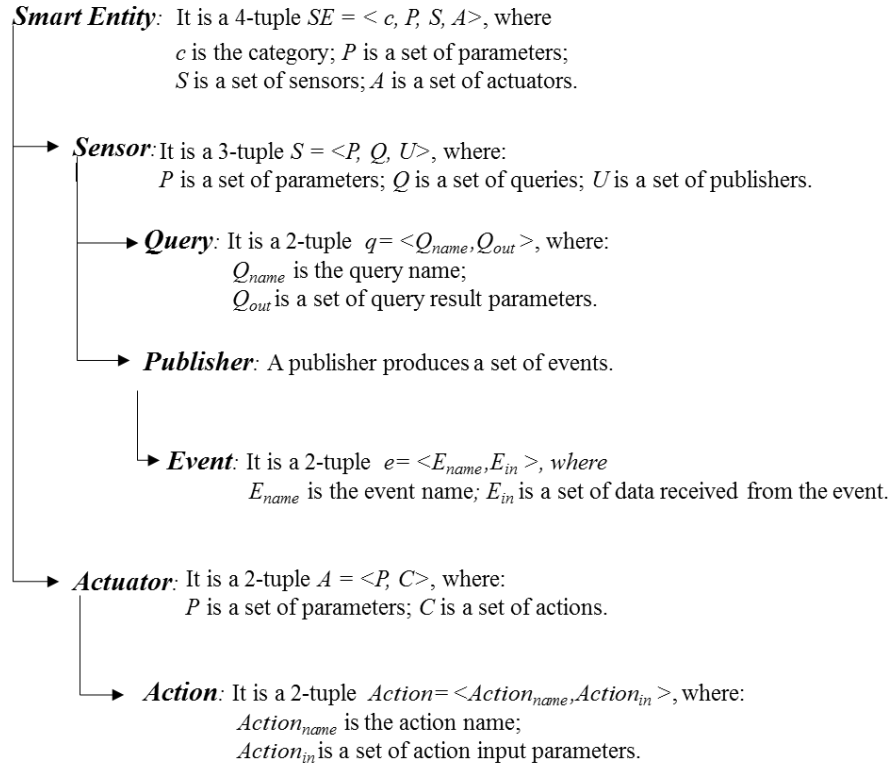 Smart Entity: It is a 4-tuple SE = < c, P, S, A>, where
c is the category; P is a set of parameters;
S is a set of sensors; A is a set of actuators.
Sensor: It is a 3-tuple S = <P, Q, U>, where:
P is a set of parameters; Q is a set of queries; U is a set of publishers.
Query: It is a 2-tuple q= <Qname,Qout>, where:
Qname is the query name;
Qout is a set of query result parameters.
Publisher: A publisher produces a set of events.
Event: It is a 2-tuple e= <Ename,Ein>, where
Ename is the event name; Ein is a set of data received from the event.
Actuator: It is a 2-tuple A = <P, C>, where:
P is a set of parameters; C is a set of actions.
Action: It is a 2-tuple Action= <Actionname,Actionin>, where:
Actionname is the action name;
Actionin is a set of action input parameters.